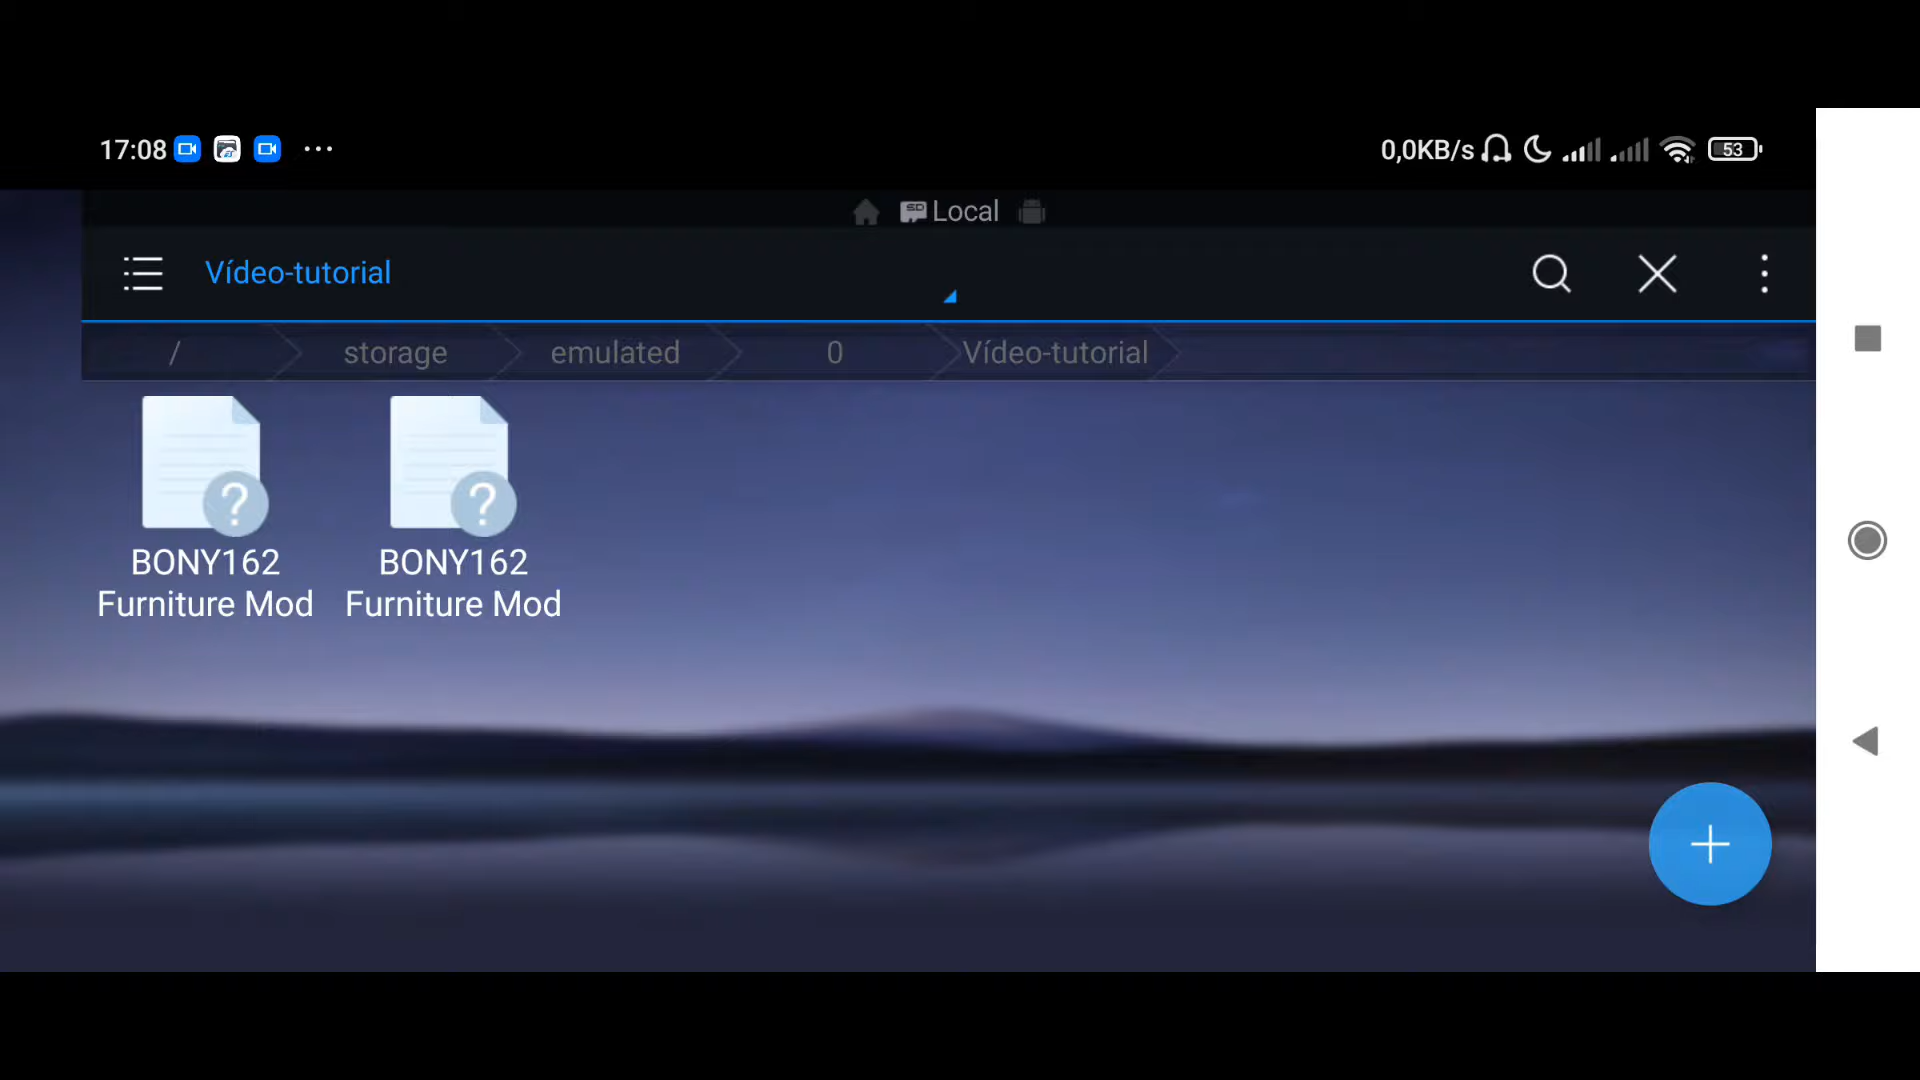 17:08
0,0KB/s
53
Local
Vídeo-tutorial
/ storage emulated 0 Vídeo-tutorial
BONY162
Furniture Mod
BONY162
Furniture Mod